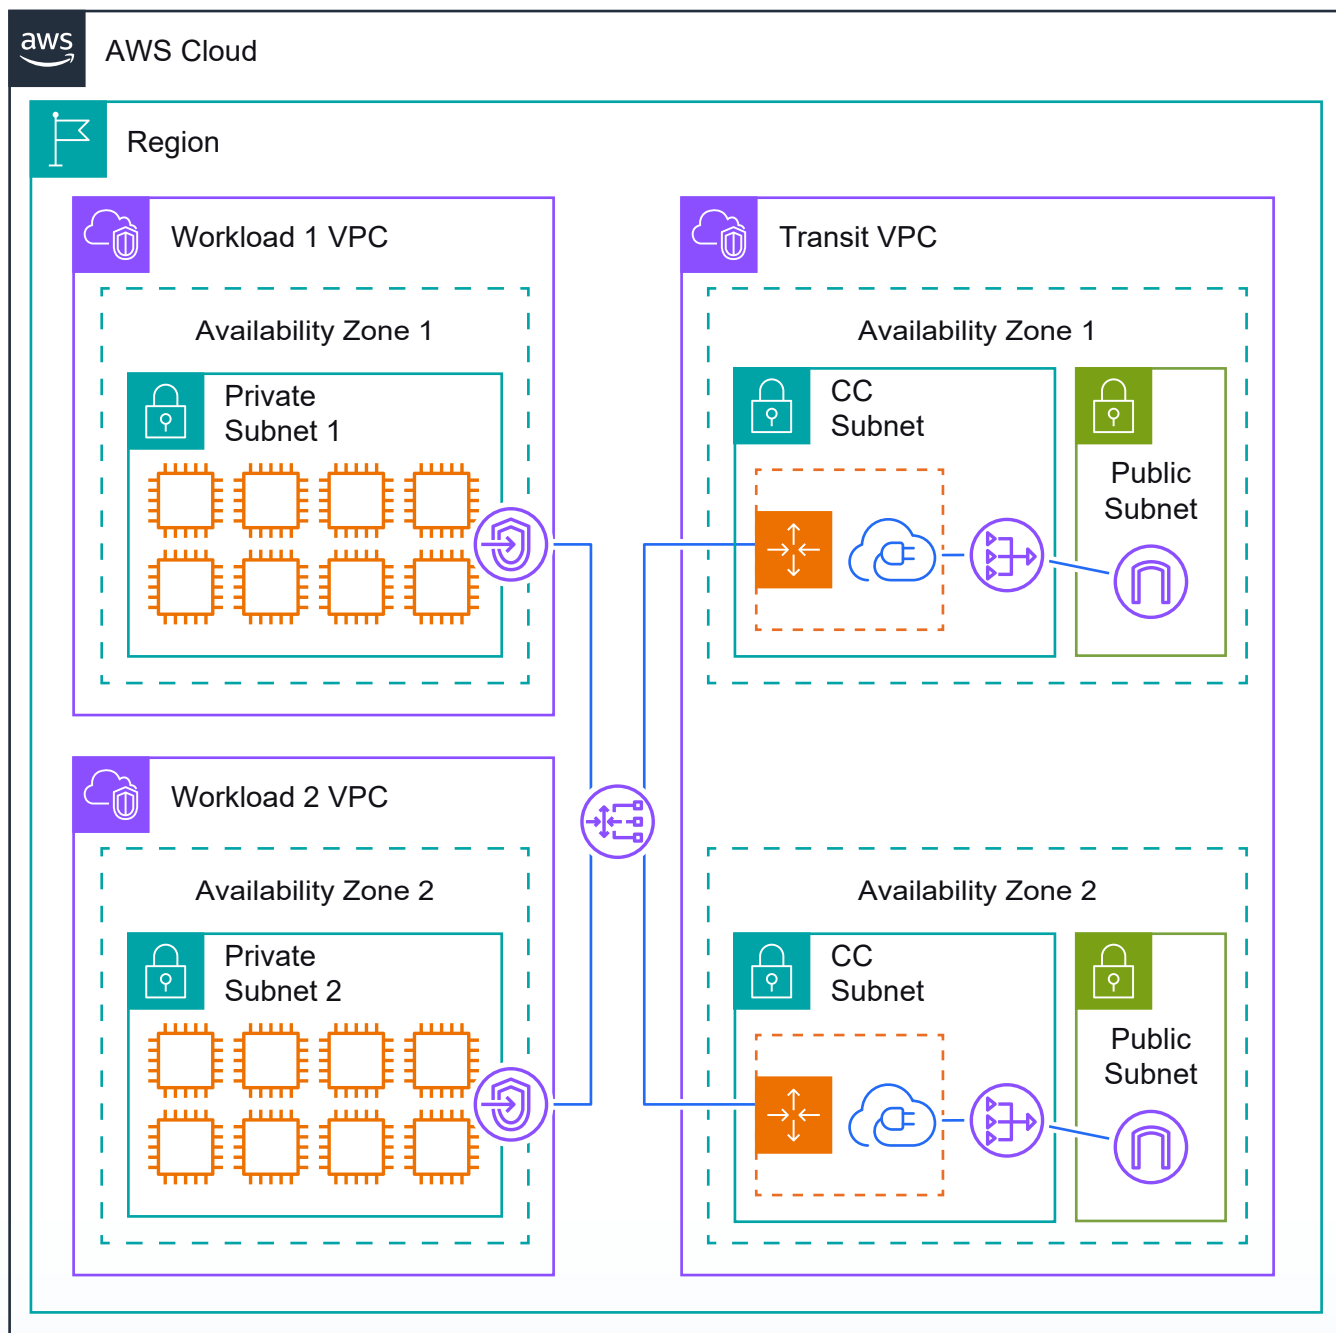 aws
AWS Cloud
Region
Workload 1 VPC
Availability Zone 1
Private
Subnet 1
Workload 2 VPC
Availability Zone 2
Private
Subnet 2
Transit VPC
Availability Zone 1
CC
Subnet
Public
Subnet
Availability Zone 2
CC
Subnet
Public
Subnet